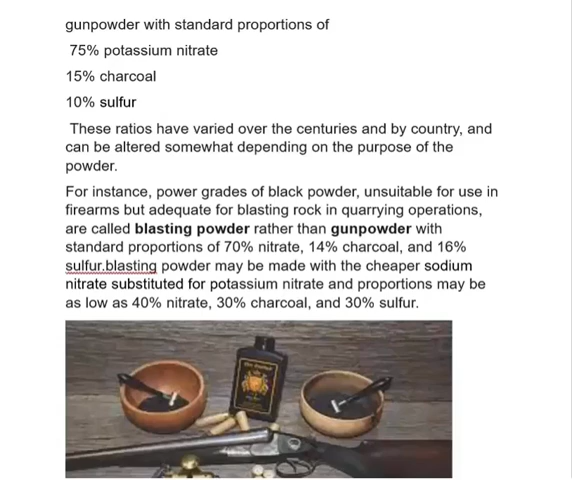 gunpowder with standard proportions of
75% potassium nitrate
15% charcoal
10% sulfur
These ratios have varied over the centuries and by country, and
can be altered somewhat depending on the purpose of the
powder.
For instance, power grades of black powder, unsuitable for use in
firearms but adequate for blasting rock in quarrying operations,
are called blasting powder rather than gunpowder with
standard proportions of 70% nitrate, 14% charcoal, and 16%
sulfur.blasting powder may be made with the cheaper sodium
nitrate substituted for potassium nitrate and proportions may be
as low as 40% nitrate, 30% charcoal, and 30% sulfur.